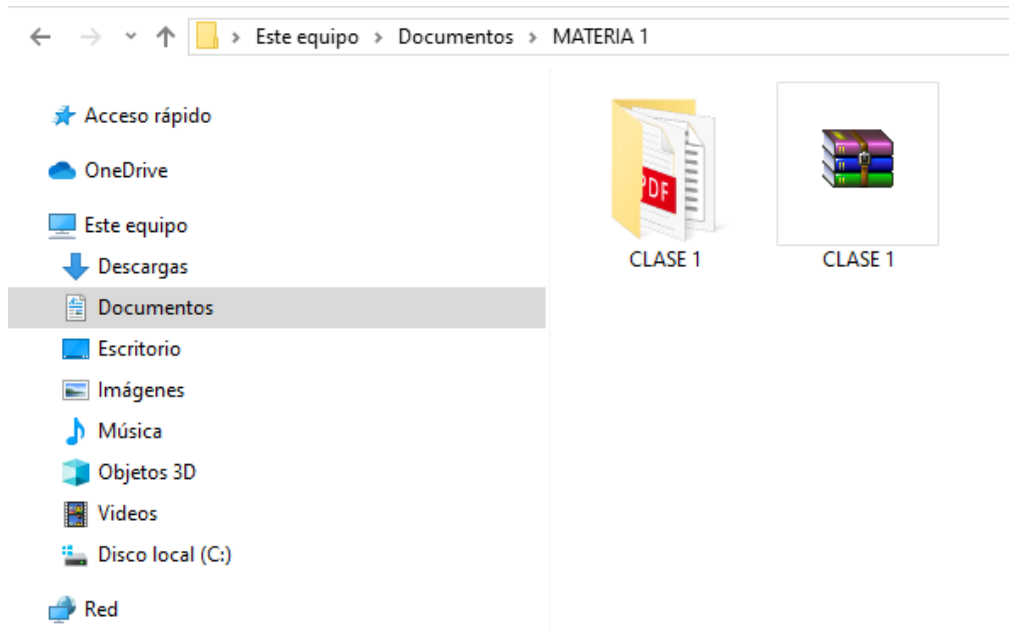 Este equipo > Documentos > MATERIA 1
Acceso rápido
OneDrive
Este equipo
Descargas
Documentos
Escritorio
Imágenes
Música
Objetos 3D
Videos
Disco local (C:)
Red
PDF
CLASE 1
CLASE 1